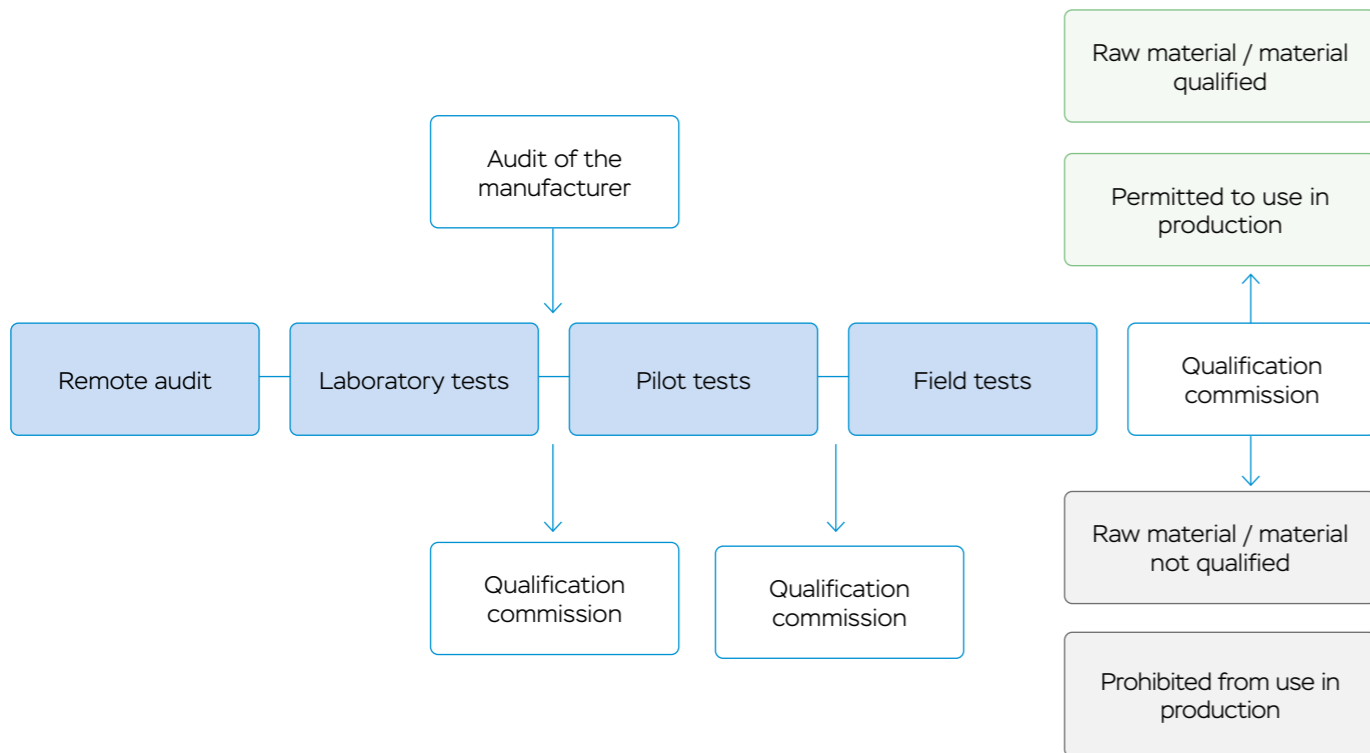 Raw material / material
qualified
Audit of the
manufacturer
Permitted to use in
production
Remote audit
Laboratory tests
Pilot tests
Field tests
Qualification
commission
Qualification
commission
Qualification
commission
Raw material / material
not qualified
Prohibited from use in
production